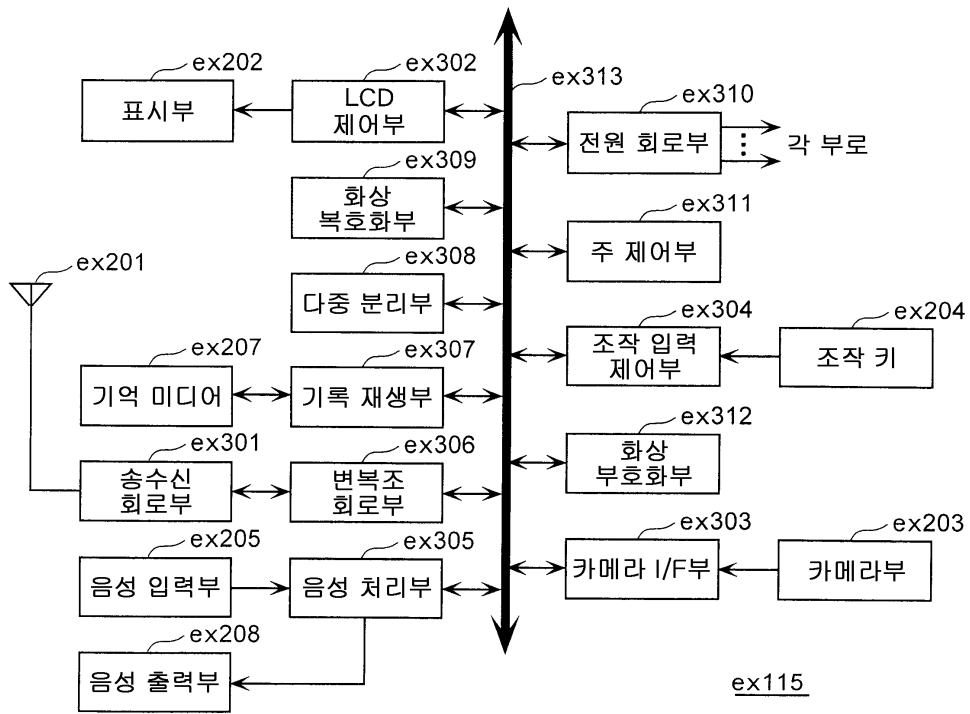 ex202
표시부
ex302
LCD
제어부
ex313
ex310
전원 회로부
각 부로
ex309
화상
복호화부
ex311
주 제어부
ex201
ex308
다중 분리부
ex304
조작 입력
제어부
ex204
조작 키
ex207
기억 미디어
ex307
기록 재생부
ex312
화상
부호화부
ex301
송수신
회로부
ex306
변복조
회로부
ex303
카메라 I/F부
ex203
카메라부
ex205
음성 입력부
ex305
음성 처리부
ex208
음성 출력부
ex115